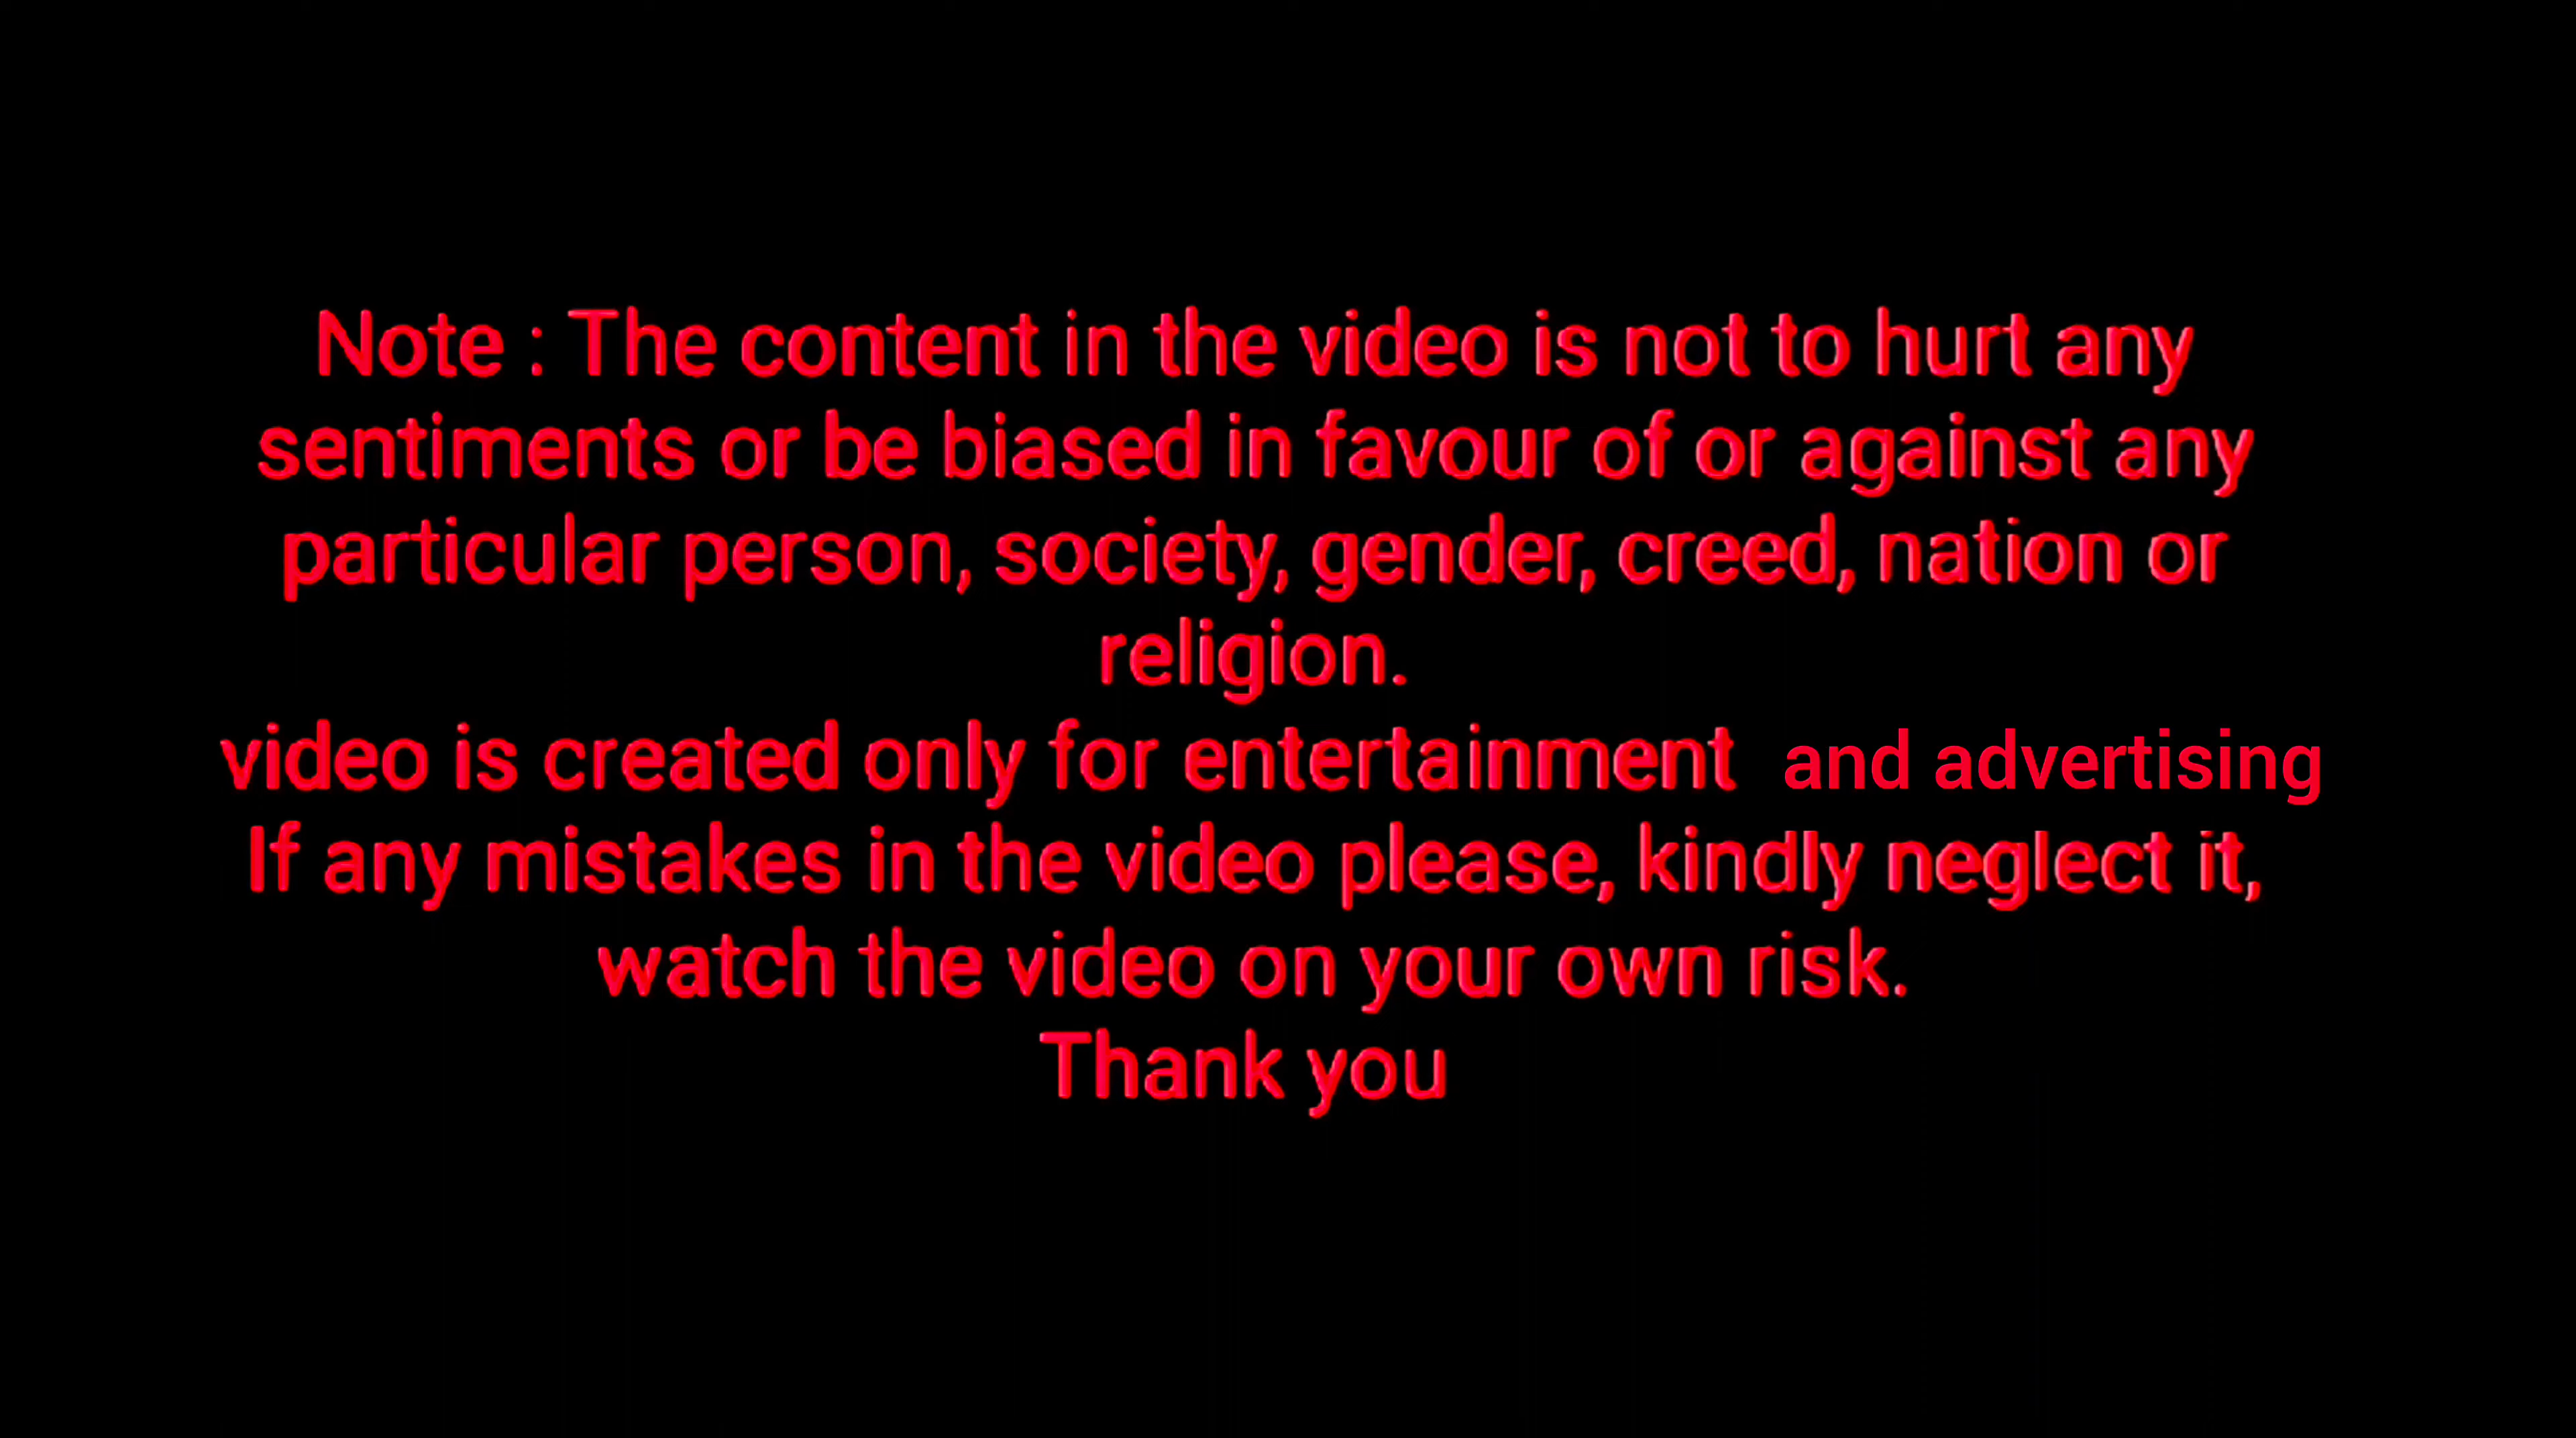 Note : The content in the video is not to hurt any
sentiments or be biased in favour of or against any
particular person, society, gender, creed, nation or
religion.
video is created only for entertainment and advertising
If any mistakes in the video please, kindly neglect it,
watch the video on your own risk.
Thank you